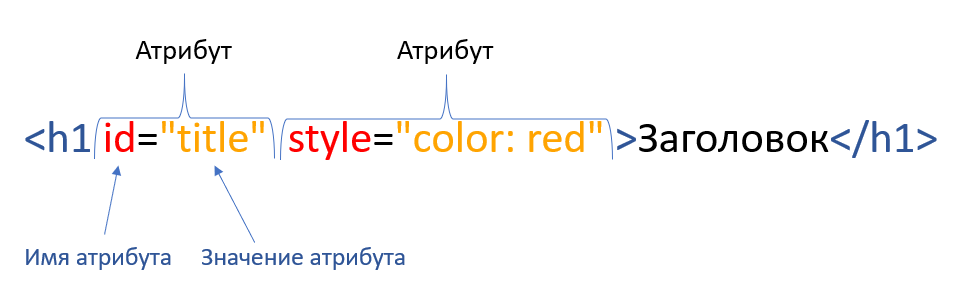 Атрибут Атрибут
<h1 id="title" style="color: red">Заголовок</h1>
Имя атрибута Значение атрибута